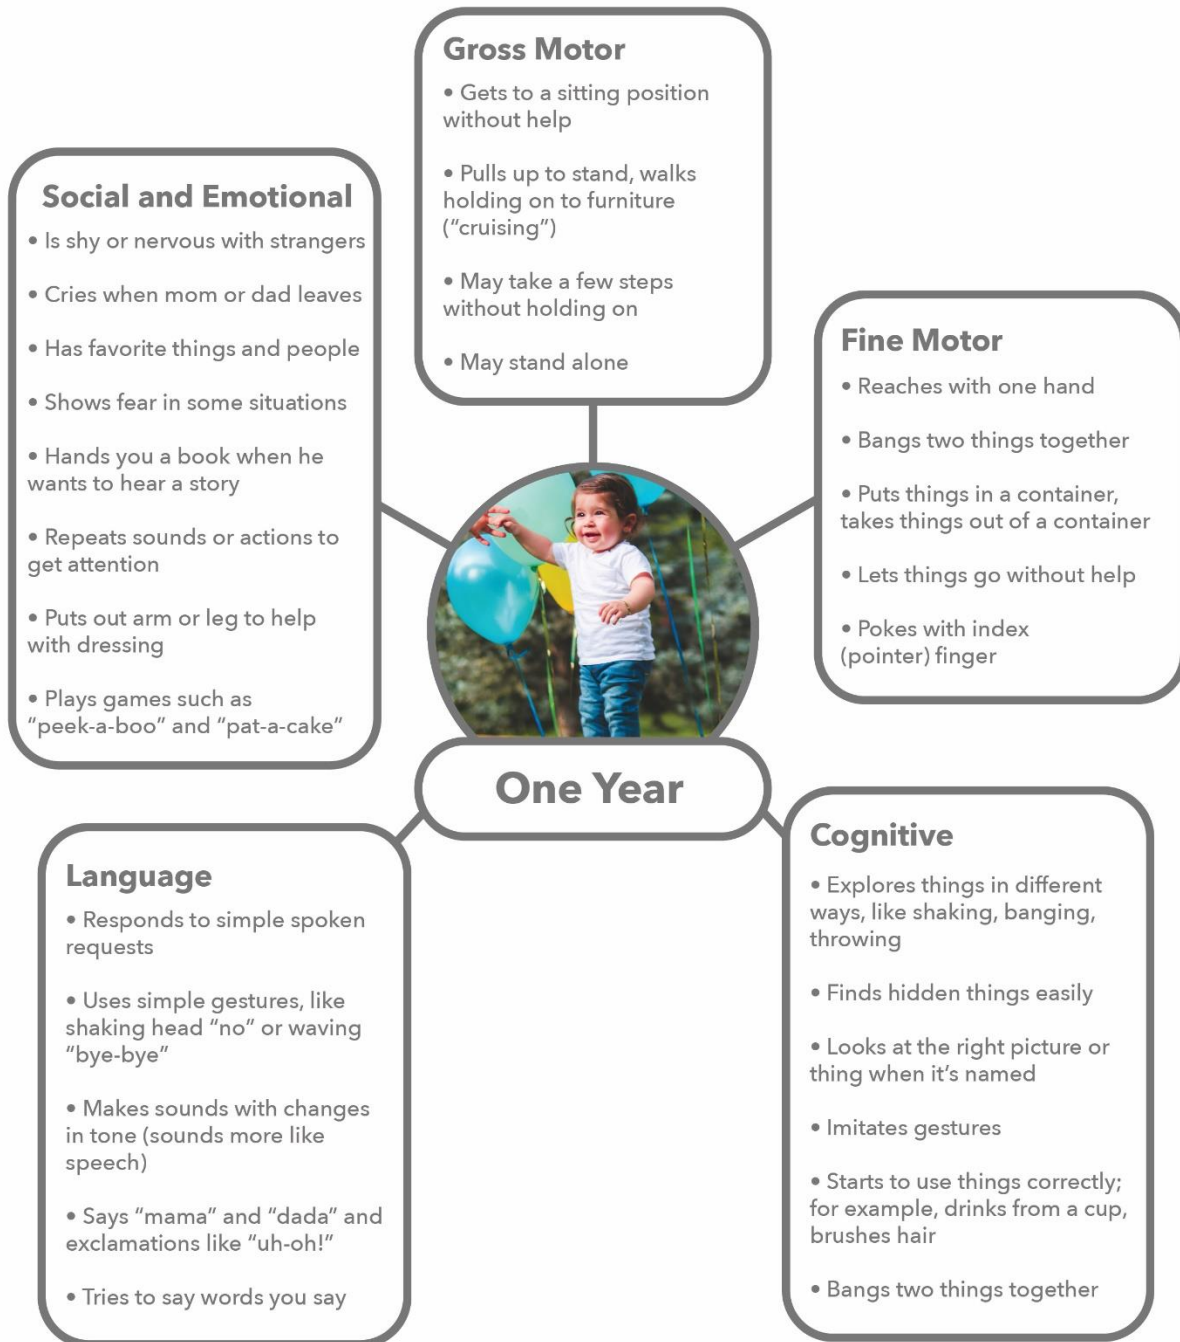 Gross Motor
• Gets to a sitting position
without help
• Pulls up to stand, walks
holding on to furniture
(“cruising”)
• May take a few steps
without holding on
• May stand alone
Social and Emotional
• Is shy or nervous with strangers
• Cries when mom or dad leaves
• Has favorite things and people
• Shows fear in some situations
• Hands you a book when he
wants to hear a story
• Repeats sounds or actions to
get attention
• Puts out arm or leg to help
with dressing
• Plays games such as
“peek-a-boo” and “pat-a-cake”
Fine Motor
• Reaches with one hand
• Bangs two things together
• Puts things in a container,
takes things out of a container
• Lets things go without help
• Pokes with index
(pointer) finger
One Year
Language
• Responds to simple spoken
requests
• Uses simple gestures, like
shaking head “no” or waving
“bye-bye”
• Makes sounds with changes
in tone (sounds more like
speech)
• Says “mama” and “dada” and
exclamations like “uh-oh!”
• Tries to say words you say
Cognitive
• Explores things in different
ways, like shaking, banging,
throwing
• Finds hidden things easily
• Looks at the right picture or
thing when it’s named
• Imitates gestures
• Starts to use things correctly;
for example, drinks from a cup,
brushes hair
• Bangs two things together